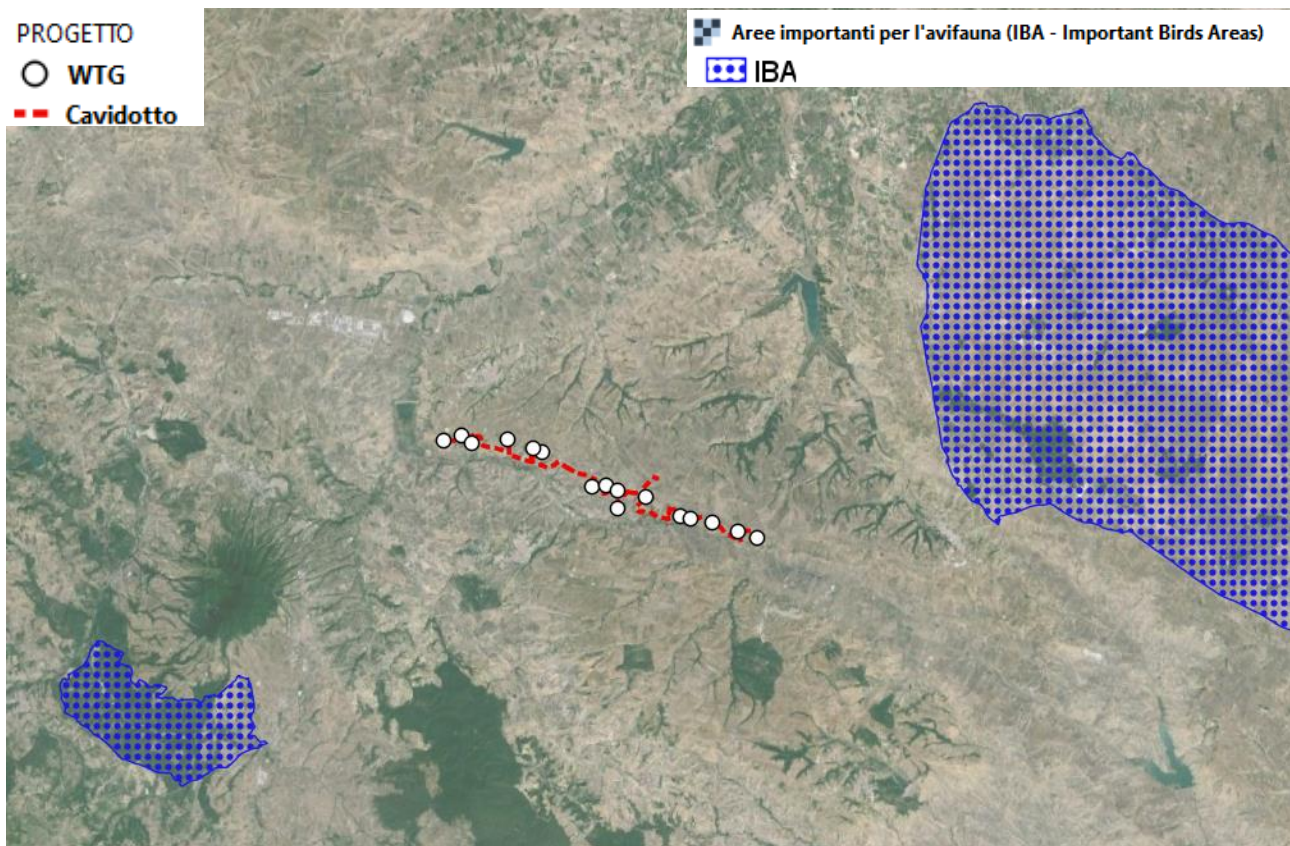 PROGETTO
WTG
Cavidotto
Aree importanti per l'avifauna (IBA - Important Birds Areas)
IBA